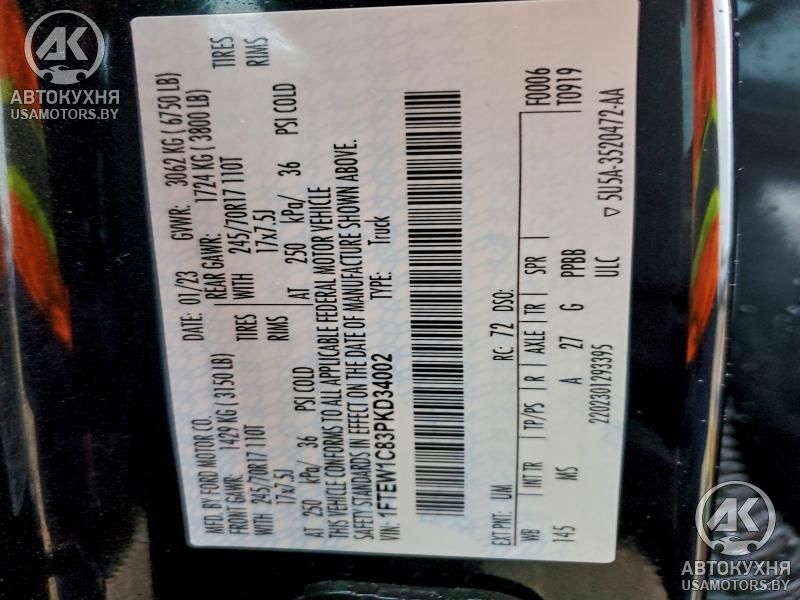 MFD. BY FORD MOTOR CO.
DATE: 01/23 GVWR: 3062 KG ( 6750 LB)
FRONT GAWR: 1429 KG ( 3150 LB)
REAR GAWR: 1724 KG ( 3800 LB)
WITH 245/70R17 110T TIRES
WITH 245/70R17 110T TIRES
17x7.5J RIMS
17x7.5J RIMS
AT 250 kPa/ 36 PSI COLD
AT 250 kPa/ 36 PSI COLD
THIS VEHICLE CONFORMS TO ALL APPLICABLE FEDERAL MOTOR VEHICLE
SAFETY STANDARDS IN EFFECT ON THE DATE OF MANUFACTURE SHOWN ABOVE.
VIN: 1FTEW1C83PKD34002 TYPE: Truck
F0006
T0919
EXT PNT: UM RC: 72 DSO:
WB INT TR TP/PS R AXLE TR SPR
145 MS A 27 G PPBB
2202301293395 ULC
▽ 5U5A-3520472-AA
АК
АВТОКУХНЯ
USAMOTORS.BY
АК
АВТОКУХНЯ
USAMOTORS.BY